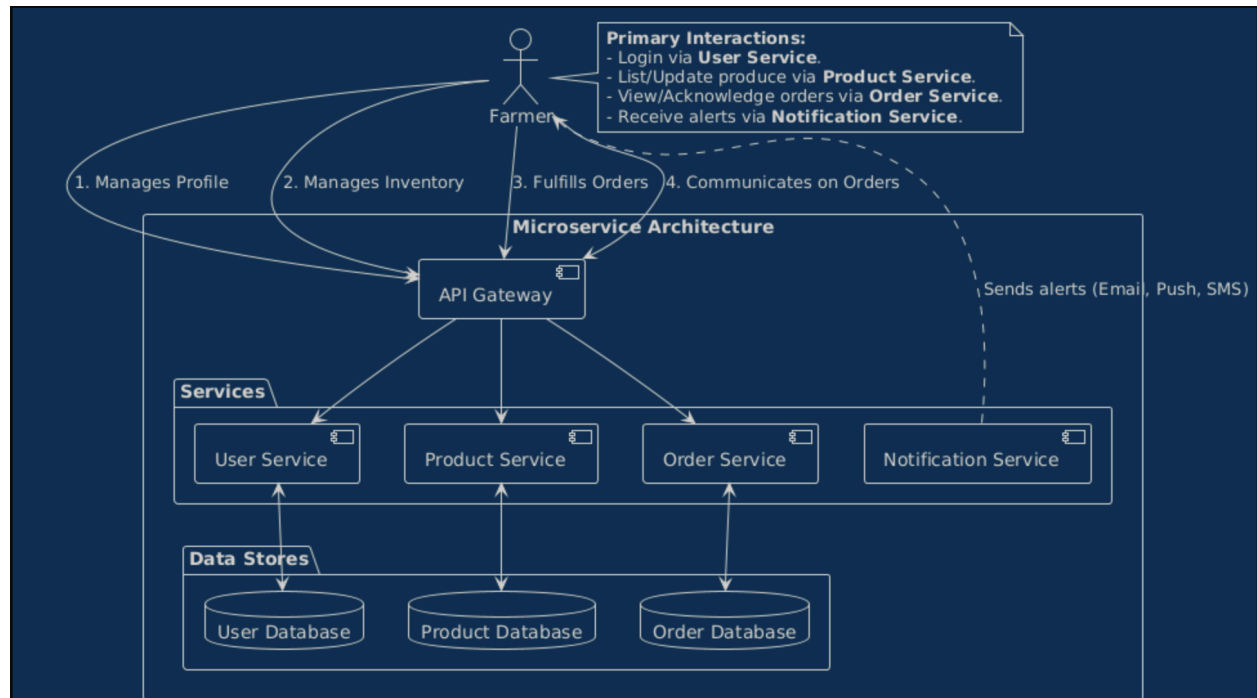 Primary Interactions:
- Login via User Service.
- List/Update produce via Product Service.
- View/Acknowledge orders via Order Service.
- Receive alerts via Notification Service.
Farmer
1. Manages Profile
2. Manages Inventory
3. Fulfills Orders
4. Communicates on Orders
Microservice Architecture
API Gateway
Sends alerts (Email, Push, SMS)
Services
User Service
Product Service
Order Service
Notification Service
Data Stores
User Database
Product Database
Order Database